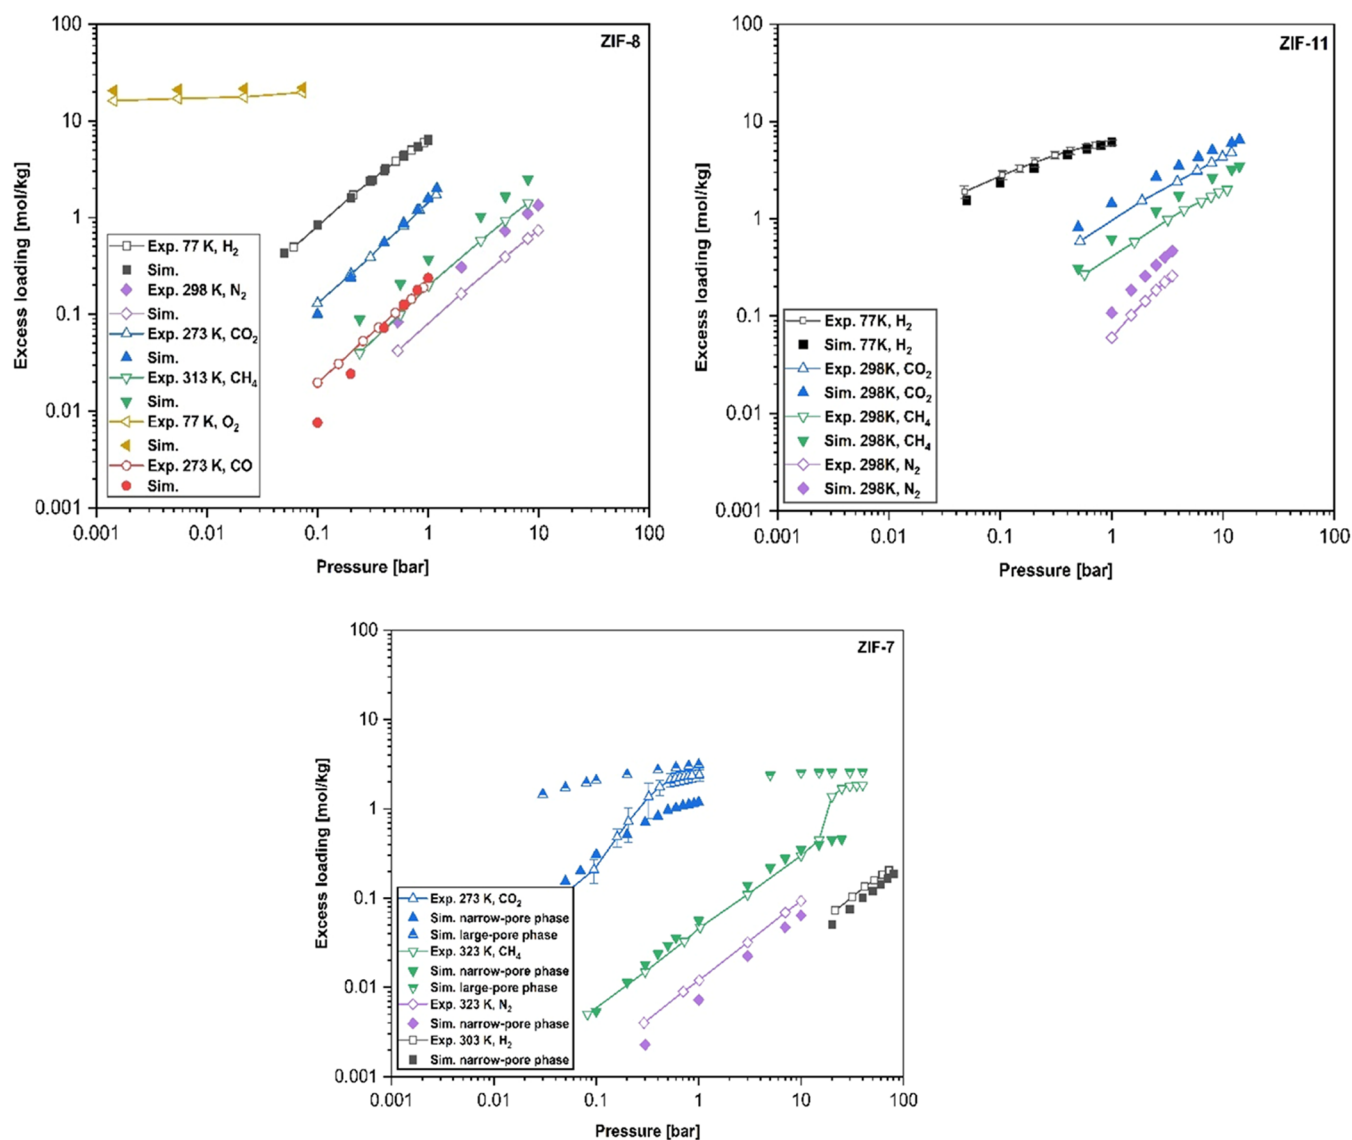 ZIF-8
100
10
1
0.1
0.01
0.001
Excess loading [mol/kg]
Exp. 77 K, H2
Sim.
Exp. 298 K, N2
Sim.
Exp. 273 K, CO2
Sim.
Exp. 313 K, CH4
Sim.
Exp. 77 K, O2
Sim.
Exp. 273 K, CO
Sim.
0.001 0.01 0.1 1 10 100
Pressure [bar]
ZIF-11
100
10
1
0.1
0.01
0.001
Excess loading [mol/kg]
Exp. 77K, H2
Sim. 77K, H2
Exp. 298K, CO2
Sim. 298K, CO2
Exp. 298K, CH4
Sim. 298K, CH4
Exp. 298K, N2
Sim. 298K, N2
0.001 0.01 0.1 1 10 100
Pressure [bar]
ZIF-7
100
10
1
0.1
0.01
0.001
Excess loading [mol/kg]
Exp. 273 K, CO2
Sim. narrow-pore phase
Sim. large-pore phase
Exp. 323 K, CH4
Sim. narrow-pore phase
Sim. large-pore phase
Exp. 323 K, N2
Sim. narrow-pore phase
Exp. 303 K, H2
Sim. narrow-pore phase
0.001 0.01 0.1 1 10 100
Pressure [bar]